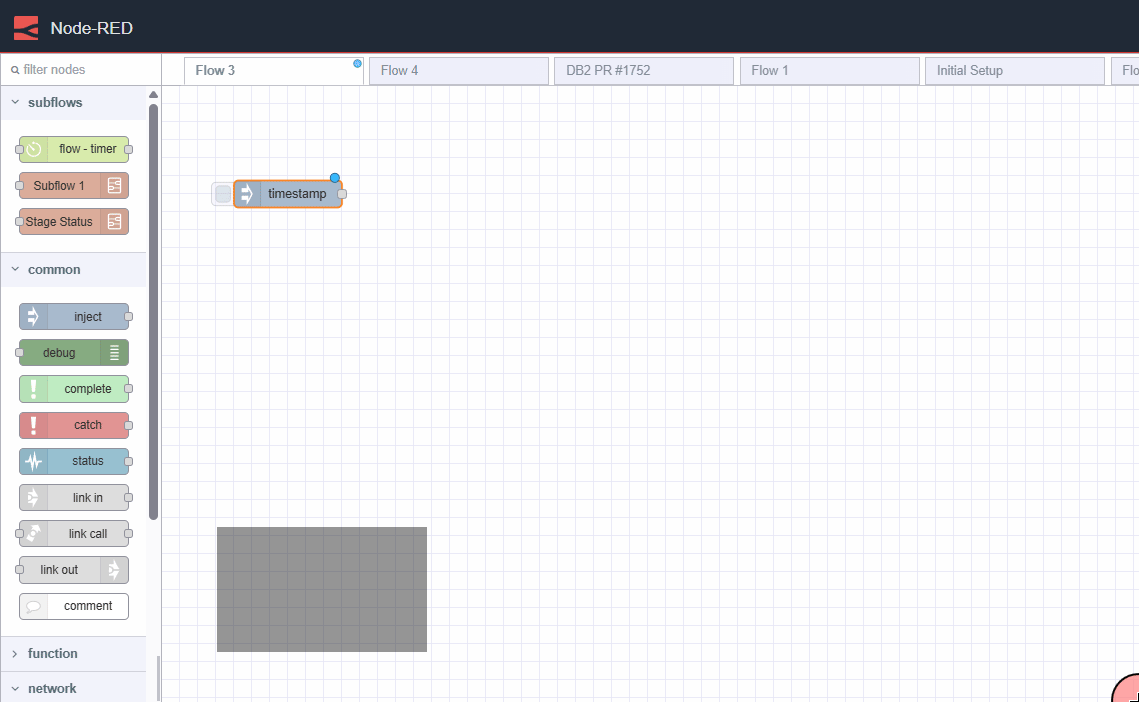 Node-RED
filter nodes
Flow 3
Flow 4
DB2 PR #1752
Flow 1
Initial Setup
Flo
subflows
flow - timer
Subflow 1
Stage Status
common
inject
debug
complete
catch
status
link in
link call
link out
comment
function
network
timestamp